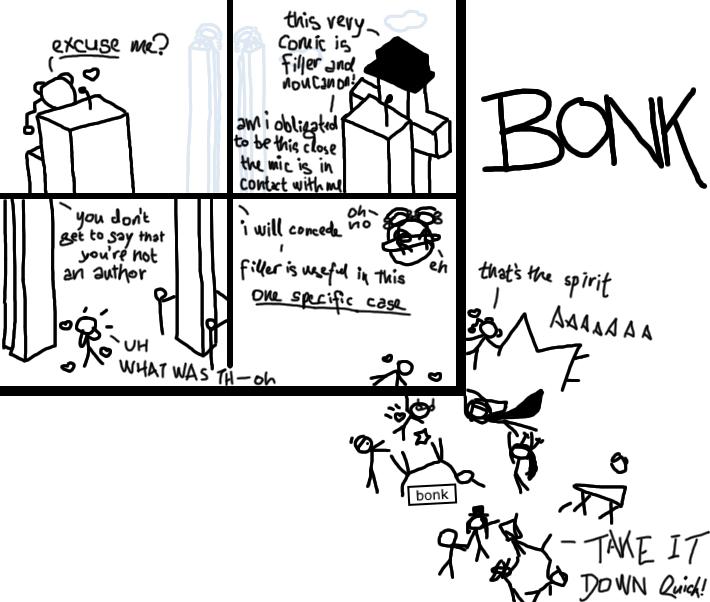 excuse me?
this very
comic is
filler and
noncanon!
am i obligated
to be this close
the mic is in
contact with me
BONK
you don't
get to say that
you're not
an author
UH
WHAT WAS TH—oh
i will concede
oh
no
eh
filler is useful in this
one specific case
that's the spirit
AAAAAAA
bonk
TAKE IT
DOWN Quick!